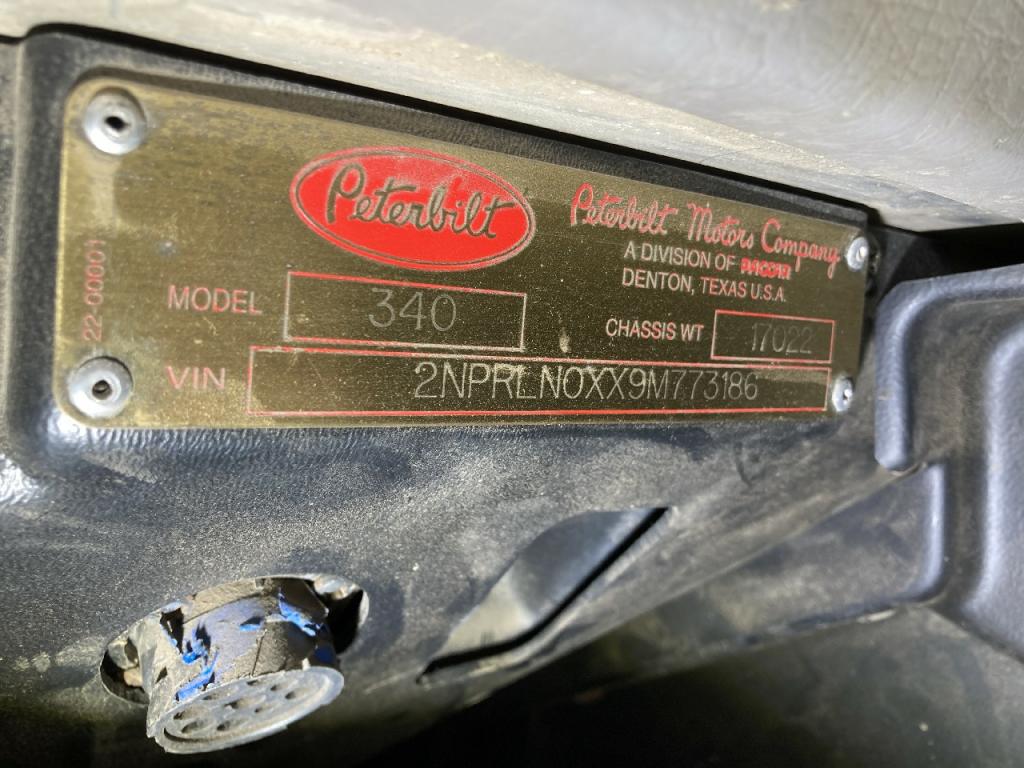 Peterbilt
Peterbilt Motors Company
A DIVISION OF PACCAR
DENTON, TEXAS U.S.A.
22-00001
MODEL 340
CHASSIS WT 17022
VIN 2NPRLN0XX9M773186